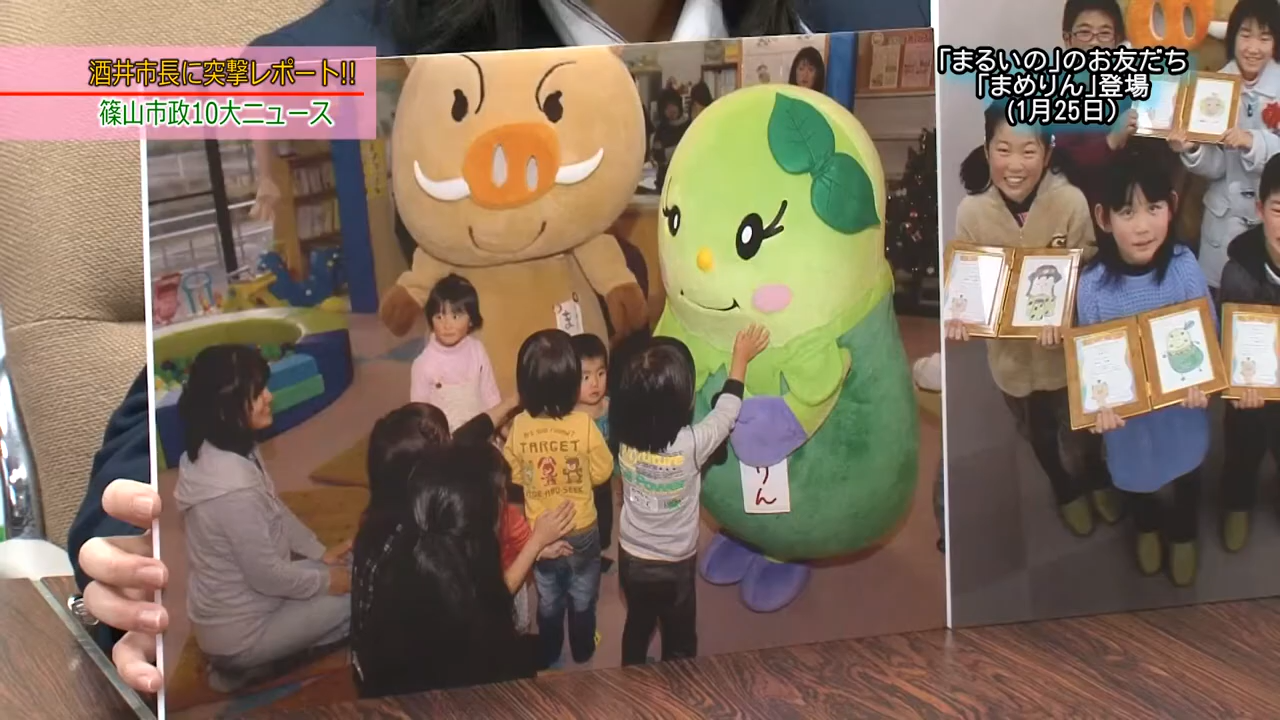 酒井市長に突撃レポート!!
篠山市政10大ニュース
「まるいの」のお友だち
「まめりん」登場
(1月25日)
ま
りん
TARGET